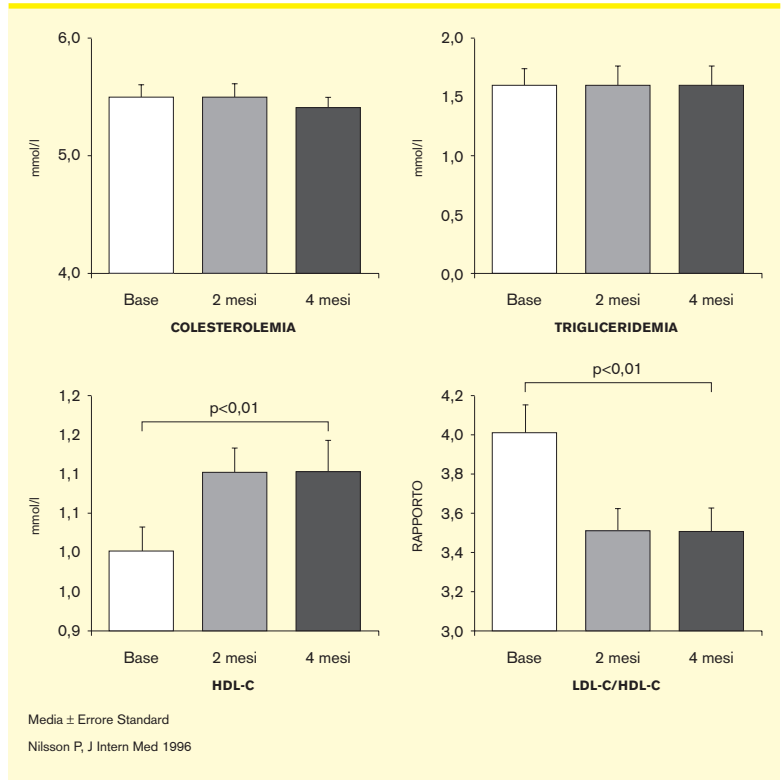 6,0
5,0
4,0
mmol/l
Base 2 mesi 4 mesi
COLESTEROLEMIA
2,0
1,5
1,0
0,5
0,0
mmol/l
Base 2 mesi 4 mesi
TRIGLICERIDEMIA
p<0,01
1,2
1,2
1,1
1,1
1,0
1,0
0,9
mmol/l
Base 2 mesi 4 mesi
HDL-C
p<0,01
4,2
4,0
3,8
3,6
3,4
3,2
3,0
RAPPORTO
Base 2 mesi 4 mesi
LDL-C/HDL-C
Media ± Errore Standard
Nilsson P, J Intern Med 1996